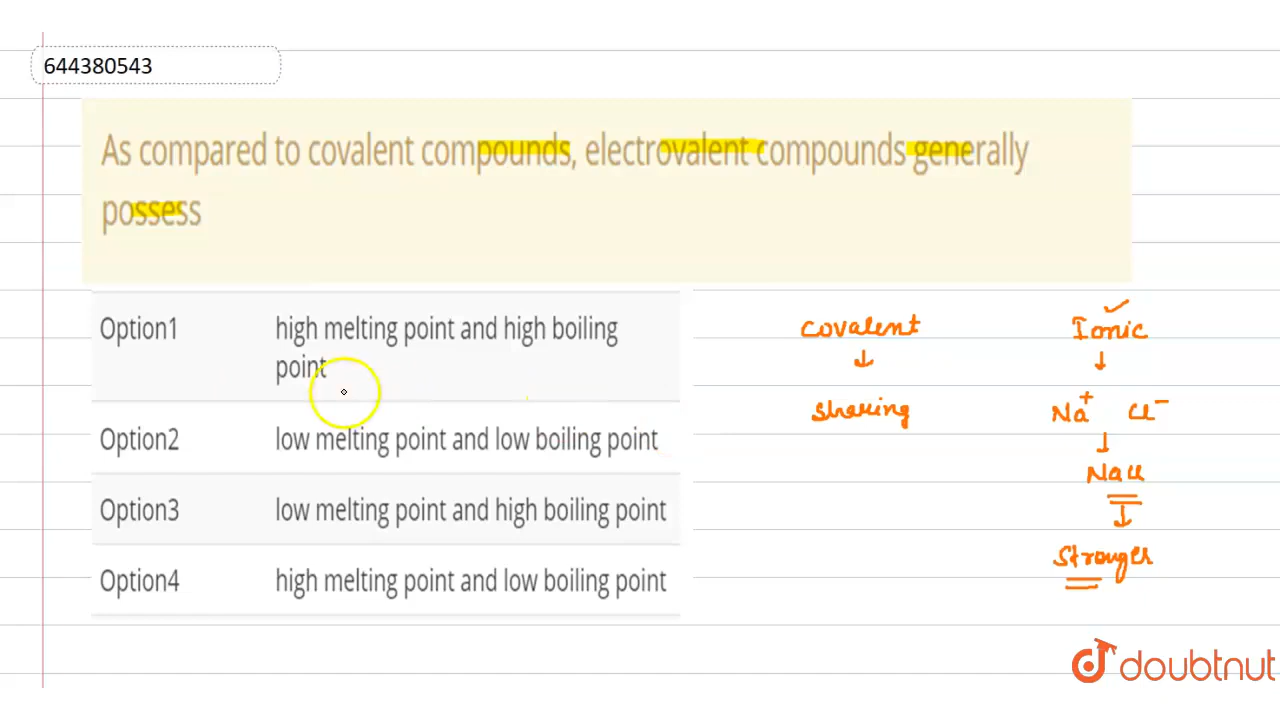 644380543
As compared to covalent compounds, electrovalent compounds generally
possess
Option1 high melting point and high boiling
point
Option2 low melting point and low boiling point
Option3 low melting point and high boiling point
Option4 high melting point and low boiling point
Covalent
↓
sharing
Ionic ✓
↓
Na⁺ Cl⁻
↓
NaCl
↓
Stronger
doubtnut